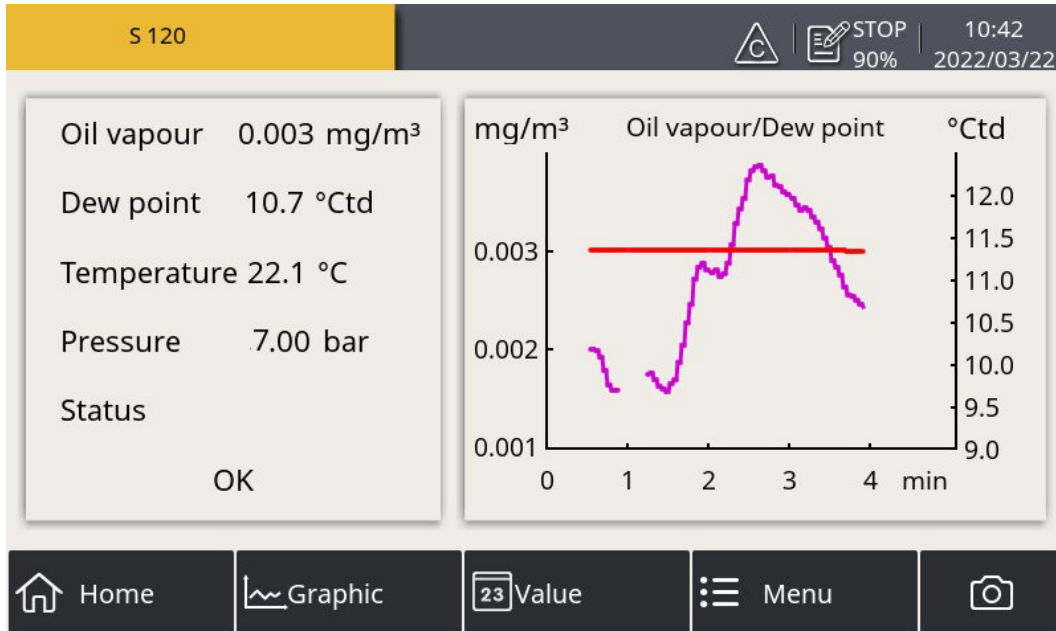 S 120
C
STOP
90%
10:42
2022/03/22
Oil vapour 0.003 mg/m³
Dew point 10.7 °Ctd
Temperature 22.1 °C
Pressure 7.00 bar
Status
OK
mg/m³ Oil vapour/Dew point °Ctd
0.003
0.002
0.001
12.0
11.5
11.0
10.5
10.0
9.5
9.0
0 1 2 3 4 min
Home
Graphic
23 Value
Menu